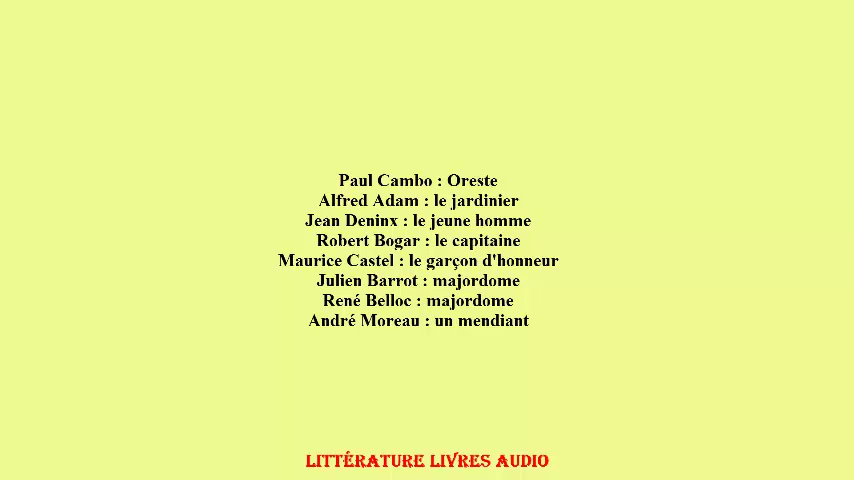 Paul Cambo : Oreste
Alfred Adam : le jardinier
Jean Deninx : le jeune homme
Robert Bogar : le capitaine
Maurice Castel : le garçon d'honneur
Julien Barrot : majordome
René Belloc : majordome
André Moreau : un mendiant
LITTÉRATURE LIVRES AUDIO